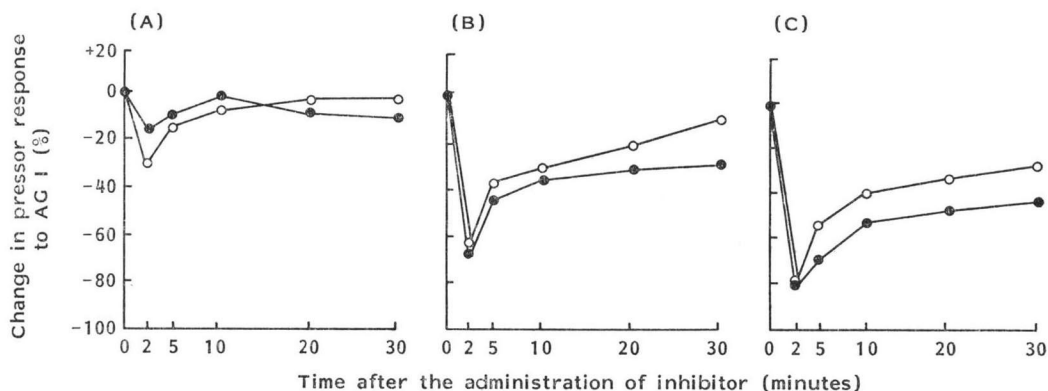 (A) (B) (C)
Change in pressor response
to AG I (%)
+20
0
-20
-40
-60
-80
-100
0 2 5 10 20 30 0 2 5 10 20 30 0 2 5 10 20 30
Time after the administration of inhibitor (minutes)